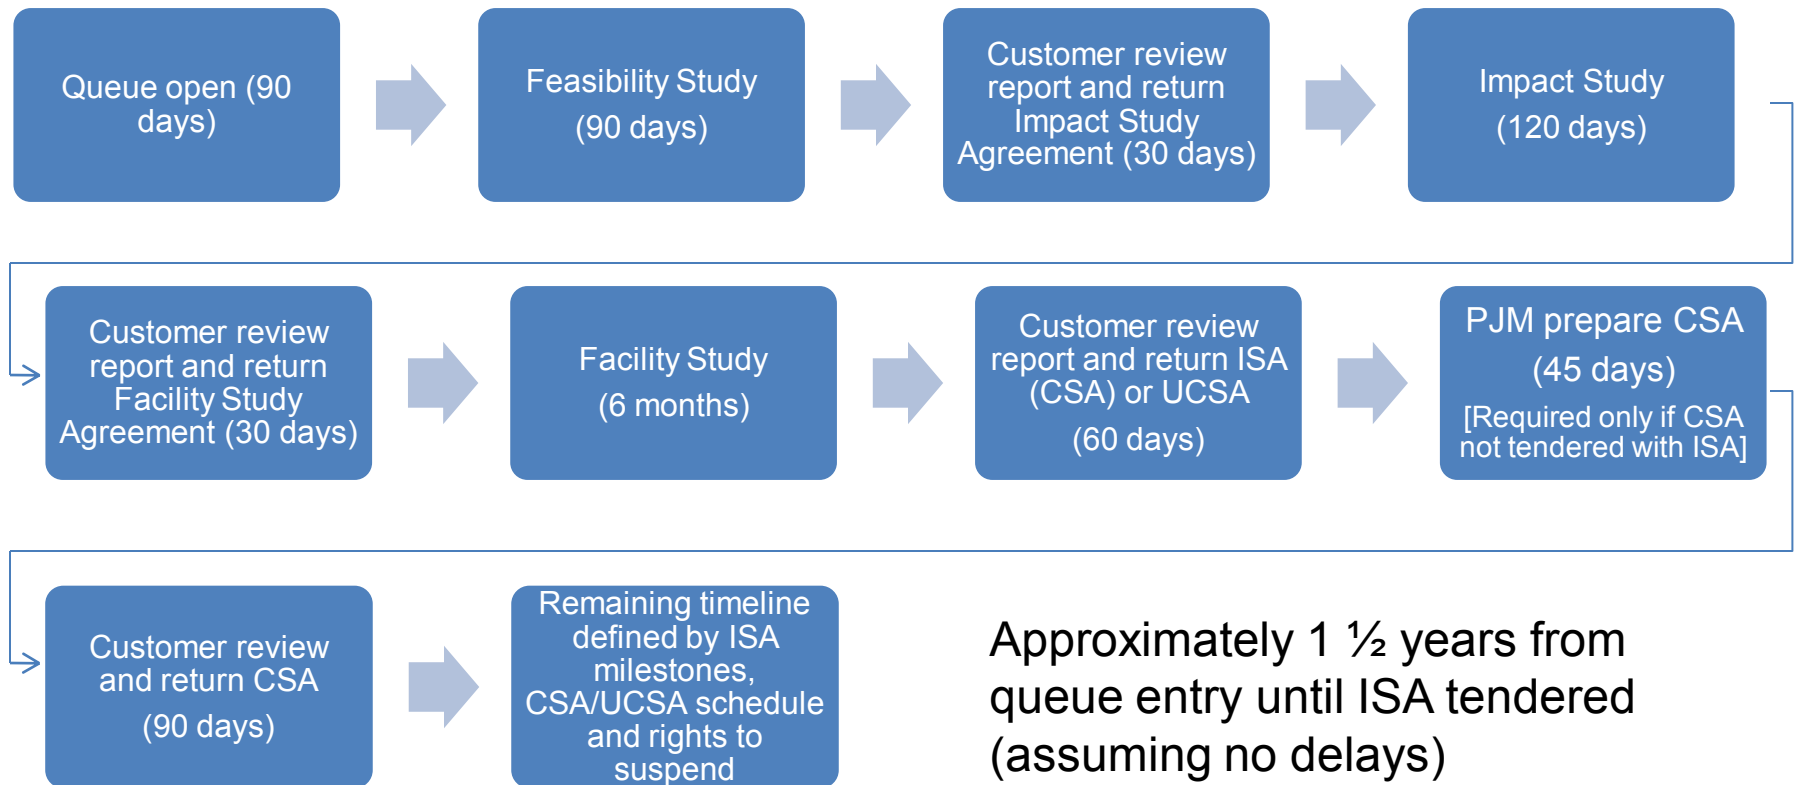 Queue open (90
days)
Feasibility Study
(90 days)
Customer review
report and return
Impact Study
Agreement (30 days)
Impact Study
(120 days)
Customer review
report and return
Facility Study
Agreement (30 days)
Facility Study
(6 months)
Customer review
report and return ISA
(CSA) or UCSA
(60 days)
PJM prepare CSA
(45 days)
[Required only if CSA
not tendered with ISA]
Customer review
and return CSA
(90 days)
Remaining timeline
defined by ISA
milestones,
CSA/UCSA schedule
and rights to
suspend
Approximately 1 ½ years from
queue entry until ISA tendered
(assuming no delays)